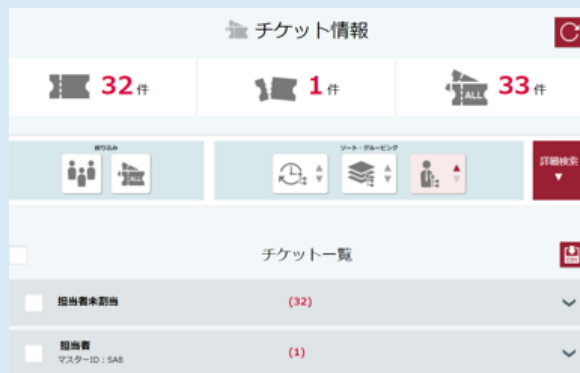 チケット情報
32件
1件
ALL 33件
絞り込み
ソート・グルーピング
ALL
詳細検索
▼
チケット一覧
担当者未割当 (32)
担当者 (1)
マスターID：SAB